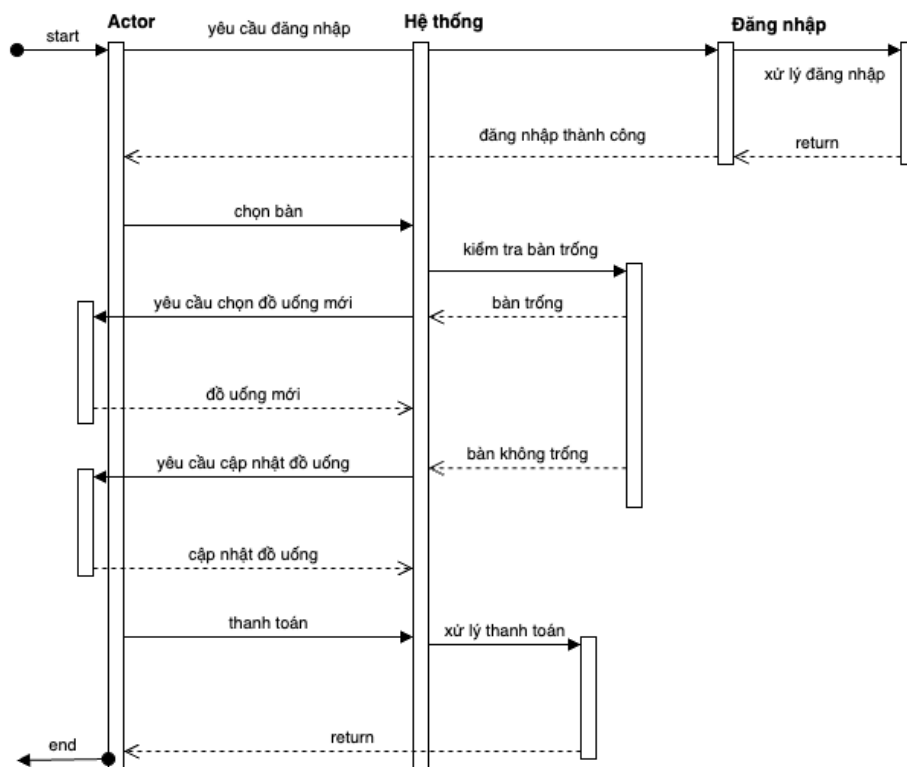 Actor
Hệ thống
Đăng nhập
start
yêu cầu đăng nhập
xử lý đăng nhập
đăng nhập thành công
return
chọn bàn
kiểm tra bàn trống
yêu cầu chọn đồ uống mới
bàn trống
đồ uống mới
bàn không trống
yêu cầu cập nhật đồ uống
cập nhật đồ uống
thanh toán
xử lý thanh toán
return
end